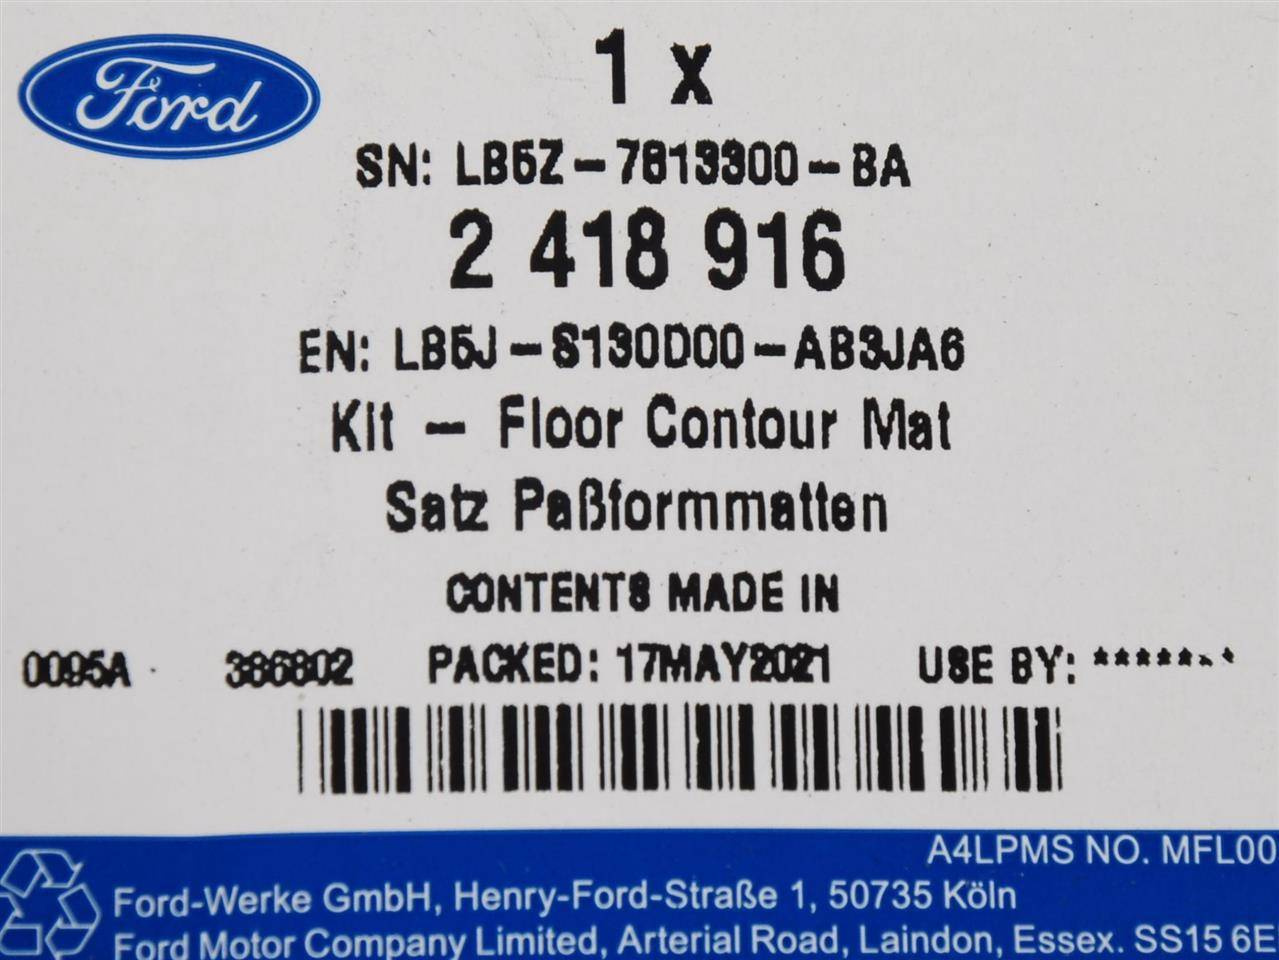 Ford
1 x
SN: LB5Z-7813300-BA
2 418 916
EN: LB5J-S130D00-AB3JA6
Kit - Floor Contour Mat
Satz Paßformmatten
CONTENTS MADE IN
0095A 386802 PACKED: 17MAY2021 USE BY: *******
A4LPMS NO. MFL00
Ford-Werke GmbH, Henry-Ford-Straße 1, 50735 Köln
Ford Motor Company Limited, Arterial Road, Laindon, Essex. SS15 6E